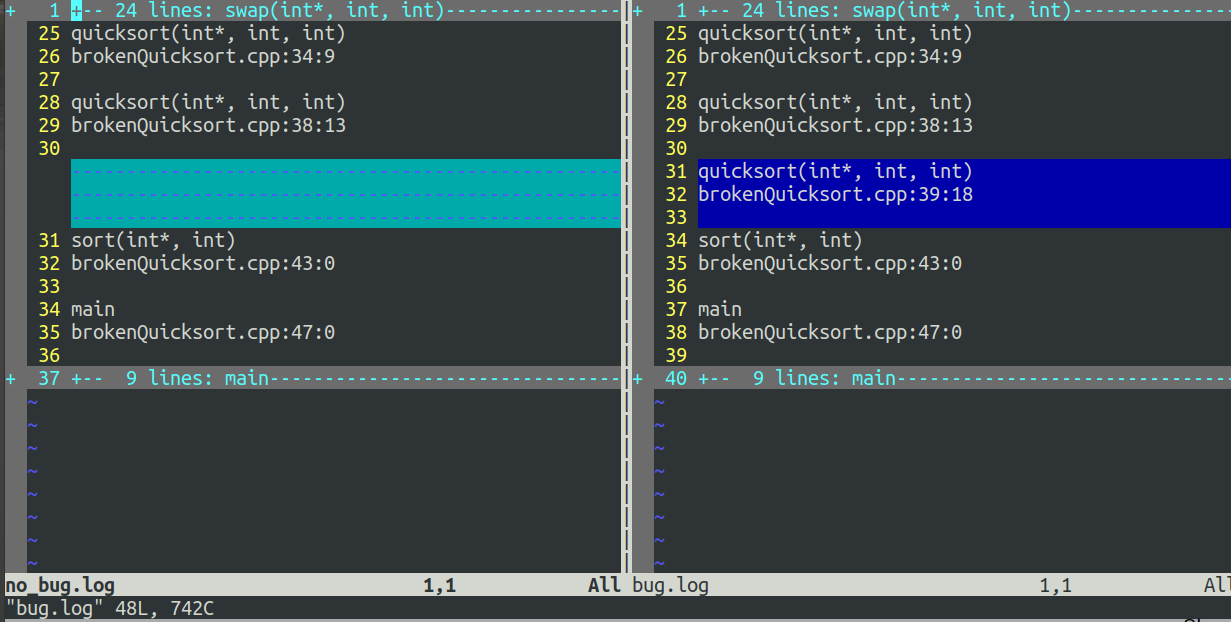 + 1 +-- 24 lines: swap(int*, int, int)----------------
25 quicksort(int*, int, int)
26 brokenQuicksort.cpp:34:9
27
28 quicksort(int*, int, int)
29 brokenQuicksort.cpp:38:13
30
--------------------------------------------------
--------------------------------------------------
--------------------------------------------------
31 sort(int*, int)
32 brokenQuicksort.cpp:43:0
33
34 main
35 brokenQuicksort.cpp:47:0
36
+ 37 +-- 9 lines: main--------------------------------
~
~
~
~
~
~
~
~
no_bug.log 1,1 All
+ 1 +-- 24 lines: swap(int*, int, int)---------------
25 quicksort(int*, int, int)
26 brokenQuicksort.cpp:34:9
27
28 quicksort(int*, int, int)
29 brokenQuicksort.cpp:38:13
30
31 quicksort(int*, int, int)
32 brokenQuicksort.cpp:39:18
33
34 sort(int*, int)
35 brokenQuicksort.cpp:43:0
36
37 main
38 brokenQuicksort.cpp:47:0
39
+ 40 +-- 9 lines: main-------------------------------
~
~
~
~
~
~
~
~
bug.log 1,1 All
"bug.log" 48L, 742C